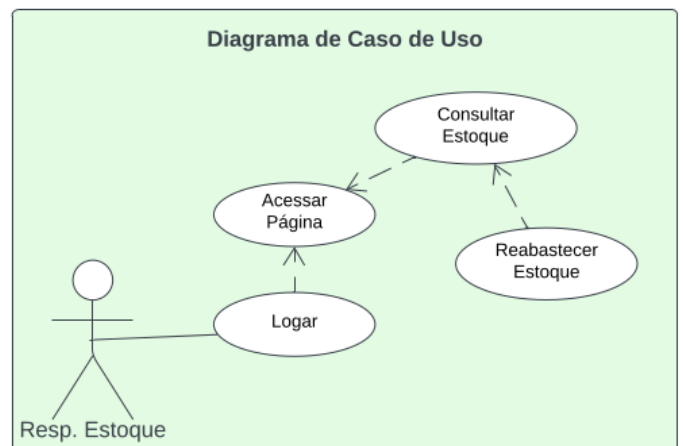 Diagrama de Caso de Uso
Consultar
Estoque
Acessar
Página
Reabastecer
Estoque
Logar
Resp. Estoque